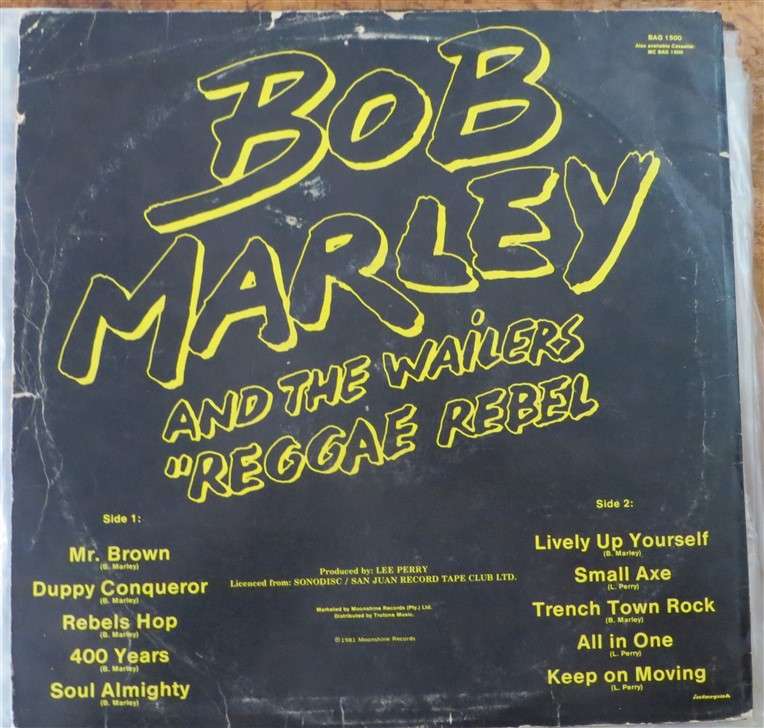 BAG 1500
Also available Cassette:
MC BAG 1500
BOB
MARLEY
AND THE WAILERS
"REGGAE REBEL
Side 1:
Mr. Brown
(B. Marley)
Duppy Conqueror
(B. Marley)
Rebels Hop
(B. Marley)
400 Years
(B. Marley)
Soul Almighty
(B. Marley)
Produced by: LEE PERRY
Licenced from: SONODISC / SAN JUAN RECORD TAPE CLUB LTD.
Marketed by Moonshine Records (Pty.) Ltd.
Distributed by Trutone Music.
℗1981 Moonshine Records
Side 2:
Lively Up Yourself
(B. Marley)
Small Axe
(L. Perry)
Trench Town Rock
(B. Marley)
All in One
(L. Perry)
Keep on Moving
(L. Perry)